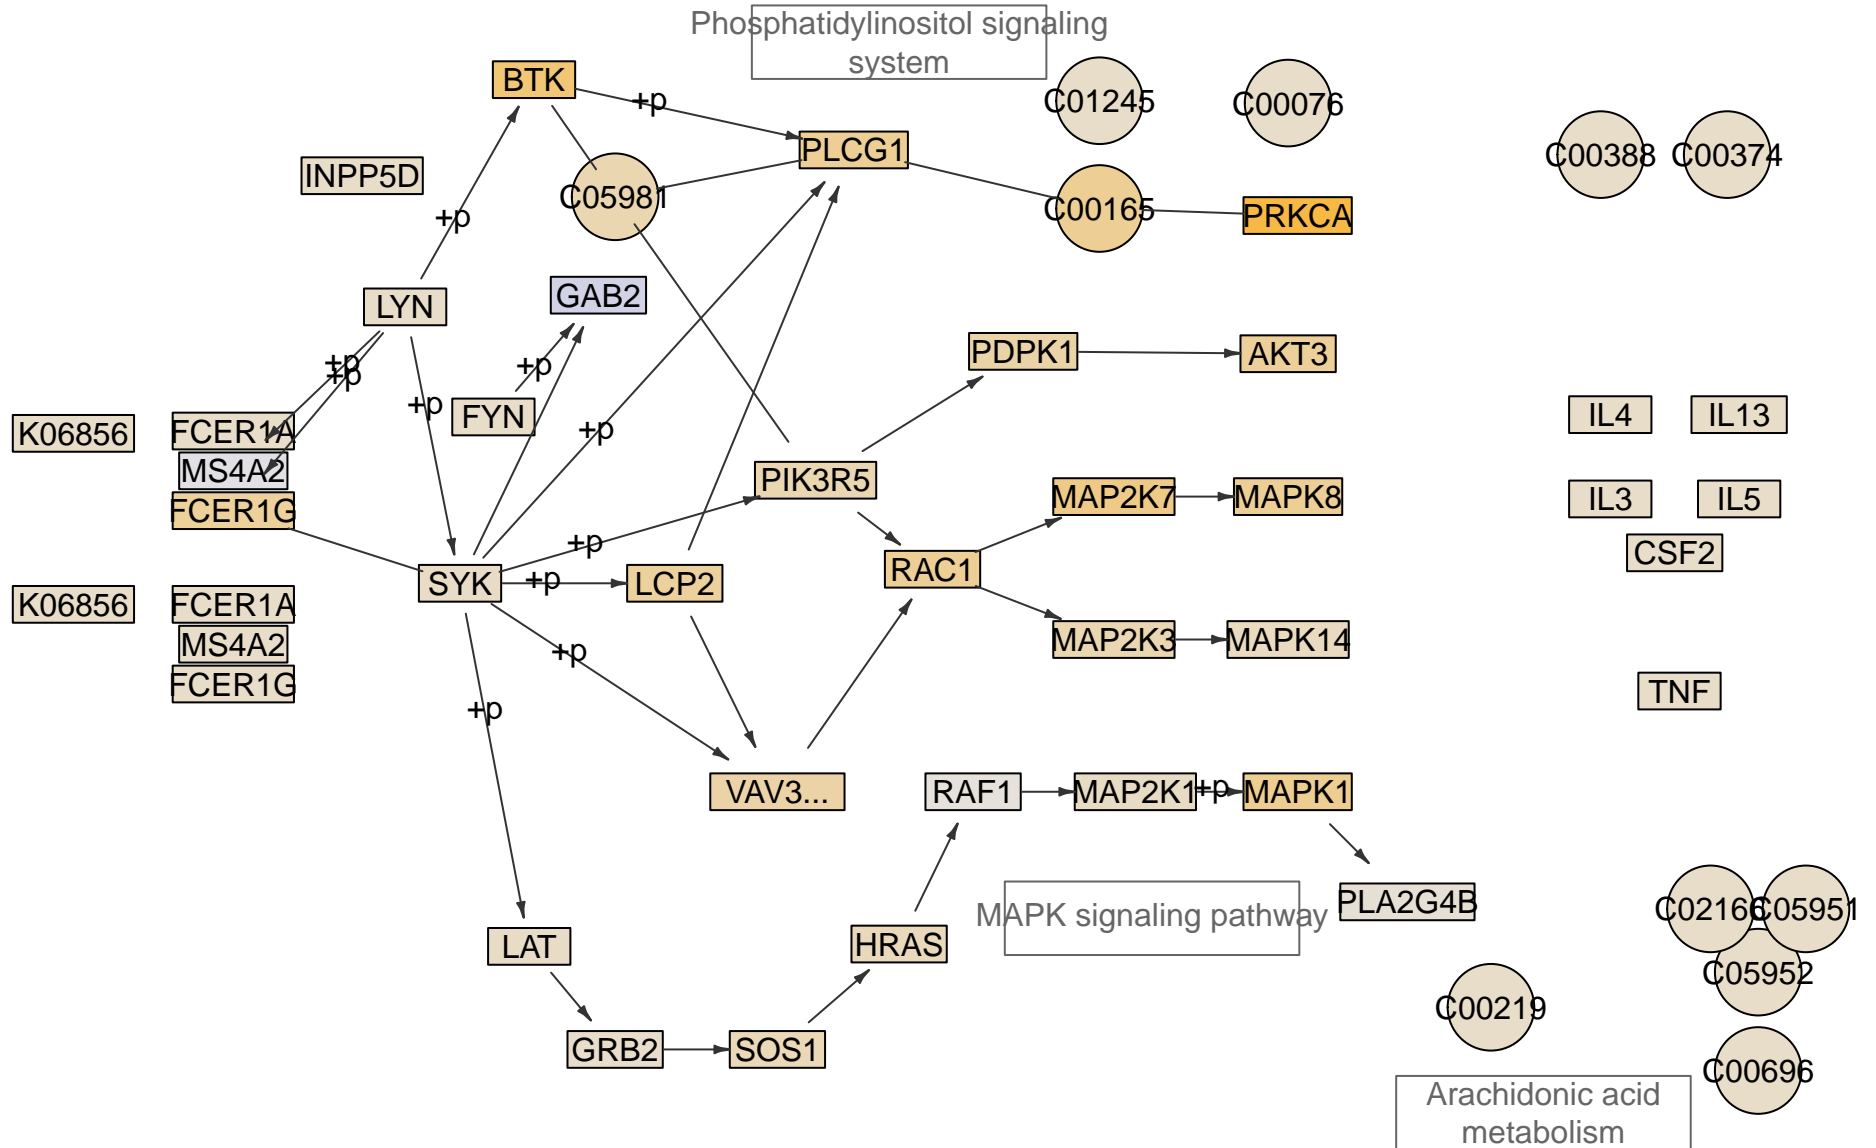 Phosphatidylinositol signaling
system
BTK
+p
C01245
C00076
PLCG1
C00388
C00374
INPP5D
C05981
C00165
PRKCA
+p
LYN
GAB2
PDPK1
AKT3
+p
+p
+p
+p
FYN
IL4
IL13
K06856
FCER1A
+p
MS4A2
PIK3R5
MAP2K7
MAPK8
IL3
IL5
FCER1G
+p
CSF2
SYK
+p
LCP2
RAC1
K06856
FCER1A
MS4A2
+p
MAP2K3
MAPK14
FCER1G
TNF
+p
VAV3...
RAF1
MAP2K1
+p
MAPK1
MAPK signaling pathway
PLA2G4B
C02166
C05951
LAT
HRAS
C05952
C00219
GRB2
SOS1
C00696
Arachidonic acid
metabolism